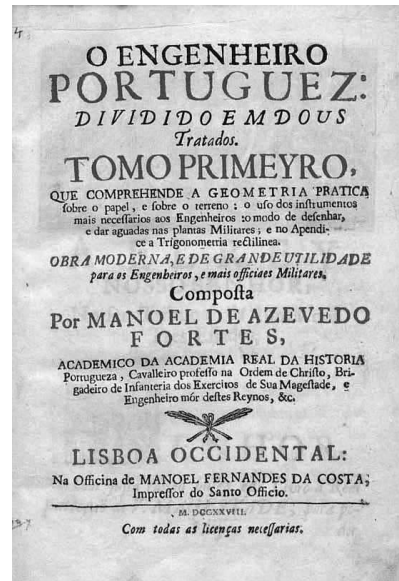 4
O ENGENHEIRO
PORTUGUEZ:
DIVIDIDO EM DOUS
Tratados.
TOMO PRIMEYRO,
QUE COMPREHENDE A GEOMETRIA PRATICA
ſobre o papel, e ſobre o terreno: o uſo dos inſtrumentos
mais neceſſarios aos Engenheiros: o modo de deſenhar,
e dar aguadas nas plantas Militares; e no Apendi-
ce a Trigonometria rectilinea.
OBRA MODERNA, E DE GRANDE UTILIDADE
para os Engenheiros, e mais officiaes Militares.
Compoſta
Por MANOEL DE AZEVEDO
FORTES,
ACADEMICO DA ACADEMIA REAL DA HISTORIA
Portugueza, Cavalleiro profeſſo na Ordem de Chriſto, Bri-
gadeiro de Infanteria dos Exercitos de Sua Mageſtade, e
Engenheiro mór deſtes Reynos, &c.
LISBOA OCCIDENTAL:
Na Officina de MANOEL FERNANDES DA COSTA,
Impreſſor do Santo Officio.
M. DCCXXVIII.
Com todas as licenças neceſſarias.